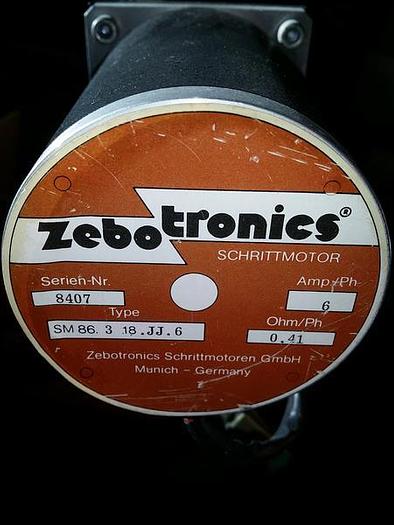 Zebotronics®
SCHRITTMOTOR
Serien-Nr. Amp./Ph
8407 6
Type Ohm/Ph
SM 86. 3 18.JJ.6 0,41
Zebotronics Schrittmotoren GmbH
Munich - Germany